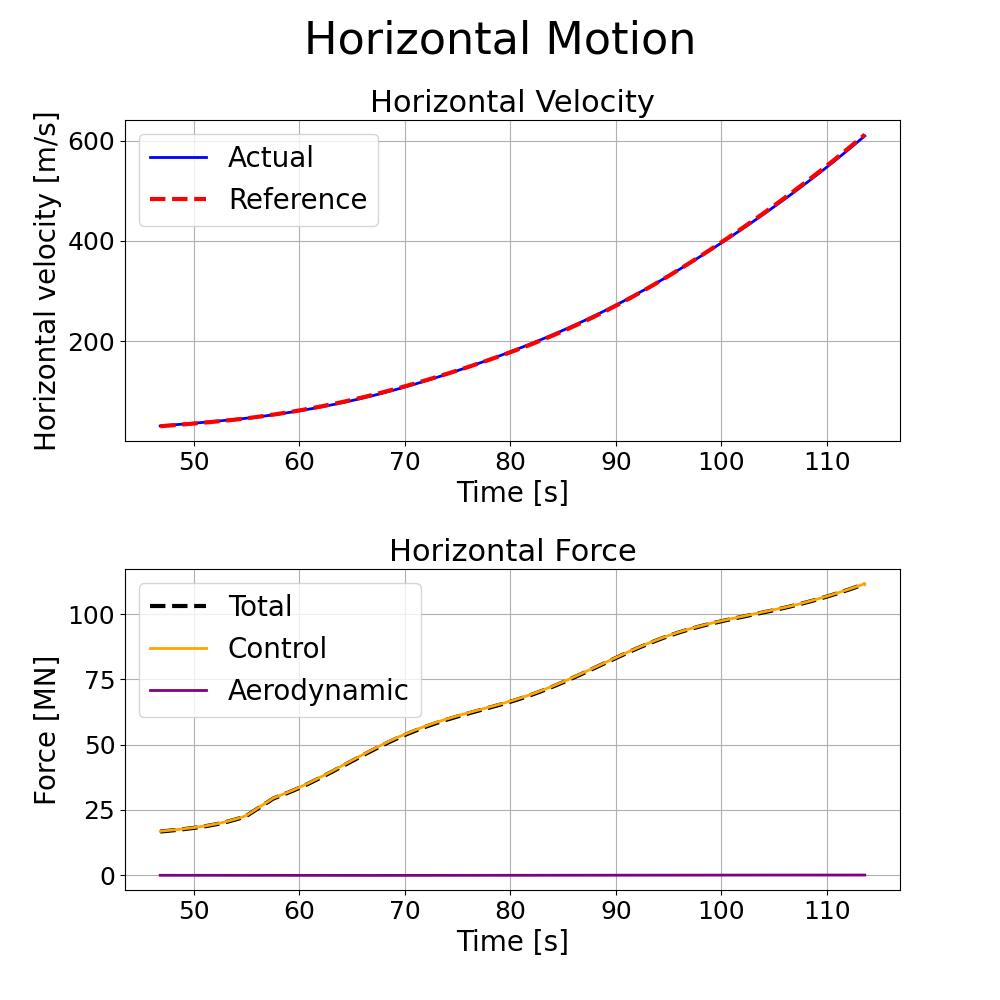 Horizontal Motion
Horizontal Velocity
Horizontal velocity [m/s]
600
400
200
Actual
Reference
50 60 70 80 90 100 110
Time [s]
Horizontal Force
Force [MN]
100
75
50
25
0
Total
Control
Aerodynamic
50 60 70 80 90 100 110
Time [s]